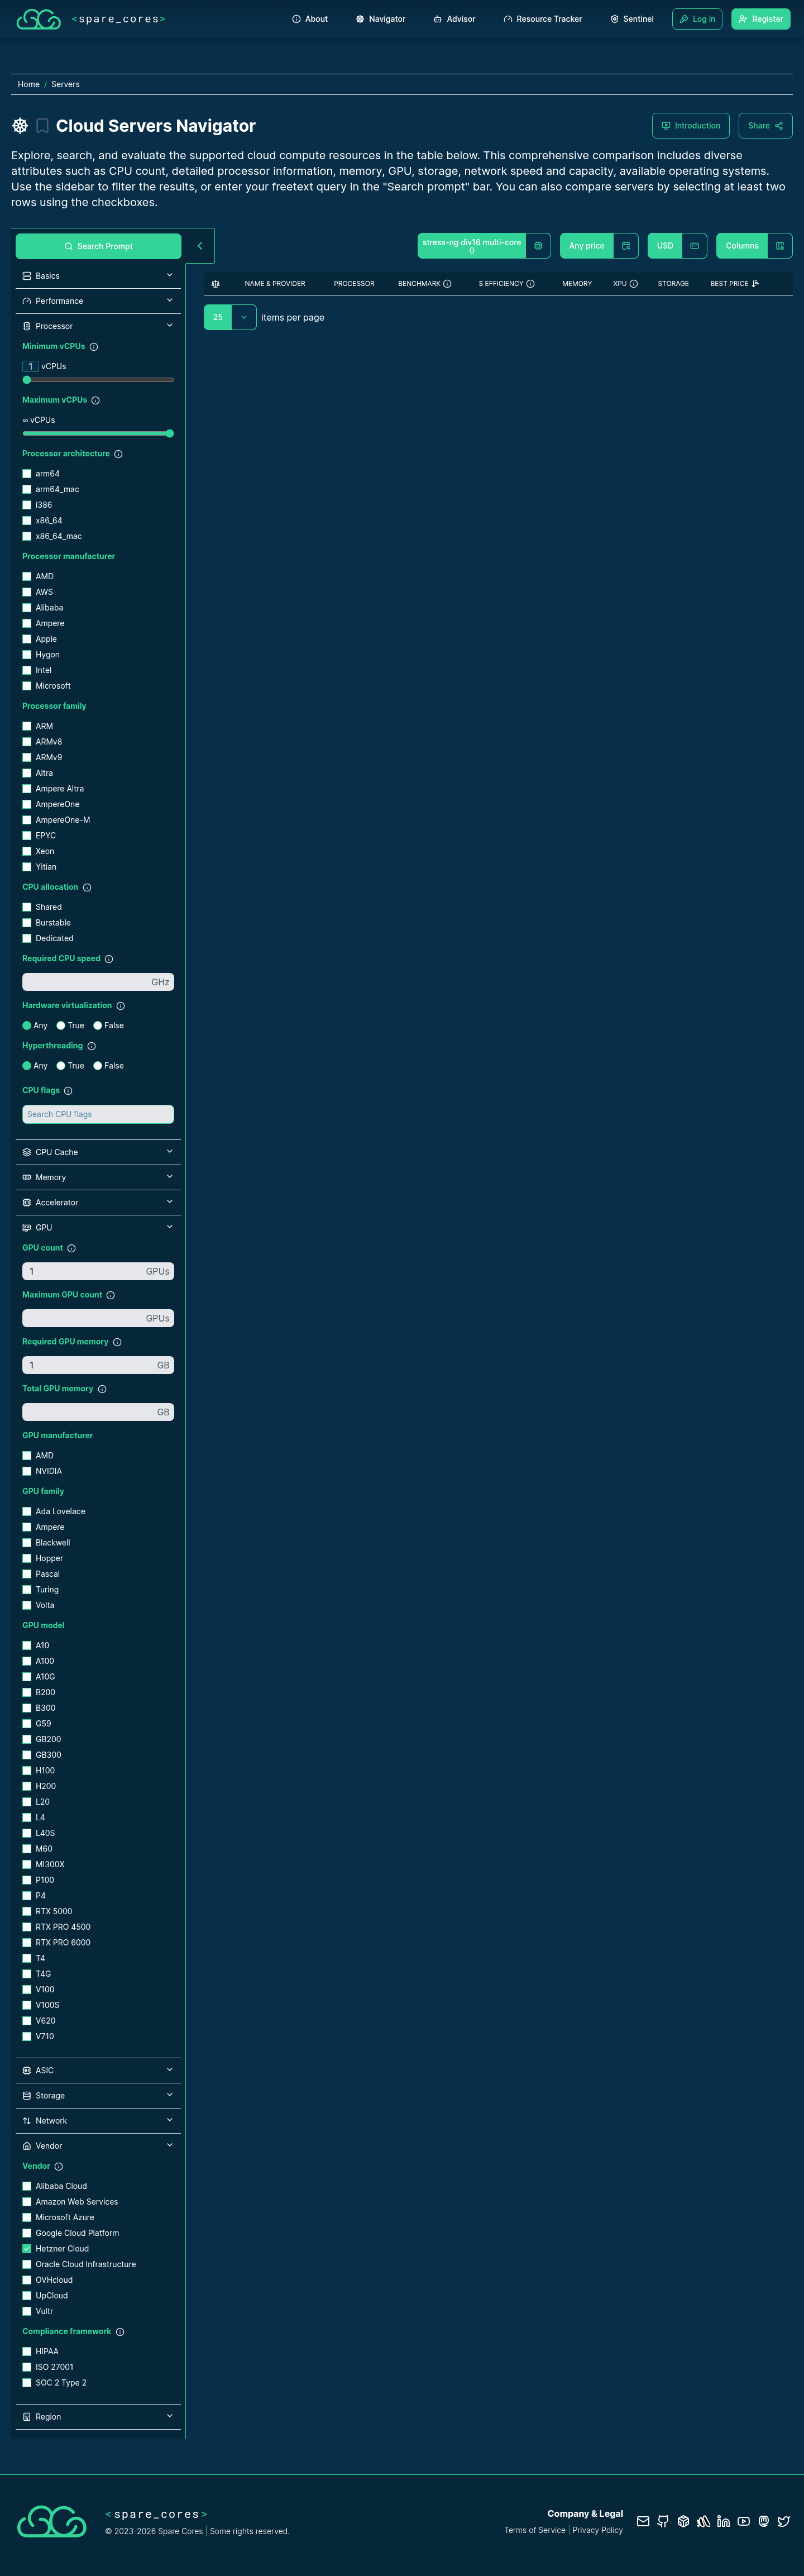 <spare_cores>
About
Navigator
Advisor
Resource Tracker
Sentinel
Log in
Register
Home / Servers
Cloud Servers Navigator
Introduction
Share
Explore, search, and evaluate the supported cloud compute resources in the table below. This comprehensive comparison includes diverse
attributes such as CPU count, detailed processor information, memory, GPU, storage, network speed and capacity, available operating systems.
Use the sidebar to filter the results, or enter your freetext query in the "Search prompt" bar. You can also compare servers by selecting at least two
rows using the checkboxes.
Search Prompt
stress-ng div16 multi-core
()
Any price
USD
Columns
NAME & PROVIDER
PROCESSOR
BENCHMARK
$ EFFICIENCY
MEMORY
XPU
STORAGE
BEST PRICE
25
items per page
Basics
Performance
Processor
Minimum vCPUs
1 vCPUs
Maximum vCPUs
∞ vCPUs
Processor architecture
arm64
arm64_mac
i386
x86_64
x86_64_mac
Processor manufacturer
AMD
AWS
Alibaba
Ampere
Apple
Hygon
Intel
Microsoft
Processor family
ARM
ARMv8
ARMv9
Altra
Ampere Altra
AmpereOne
AmpereOne-M
EPYC
Xeon
Yitian
CPU allocation
Shared
Burstable
Dedicated
Required CPU speed
GHz
Hardware virtualization
Any True False
Hyperthreading
Any True False
CPU flags
Search CPU flags
CPU Cache
Memory
Accelerator
GPU
GPU count
1 GPUs
Maximum GPU count
GPUs
Required GPU memory
1 GB
Total GPU memory
GB
GPU manufacturer
AMD
NVIDIA
GPU family
Ada Lovelace
Ampere
Blackwell
Hopper
Pascal
Turing
Volta
GPU model
A10
A100
A10G
B200
B300
G59
GB200
GB300
H100
H200
L20
L4
L40S
M60
MI300X
P100
P4
RTX 5000
RTX PRO 4500
RTX PRO 6000
T4
T4G
V100
V100S
V620
V710
ASIC
Storage
Network
Vendor
Vendor
Alibaba Cloud
Amazon Web Services
Microsoft Azure
Google Cloud Platform
Hetzner Cloud
Oracle Cloud Infrastructure
OVHcloud
UpCloud
Vultr
Compliance framework
HIPAA
ISO 27001
SOC 2 Type 2
Region
<spare_cores>
© 2023-2026 Spare Cores | Some rights reserved.
Company & Legal
Terms of Service | Privacy Policy